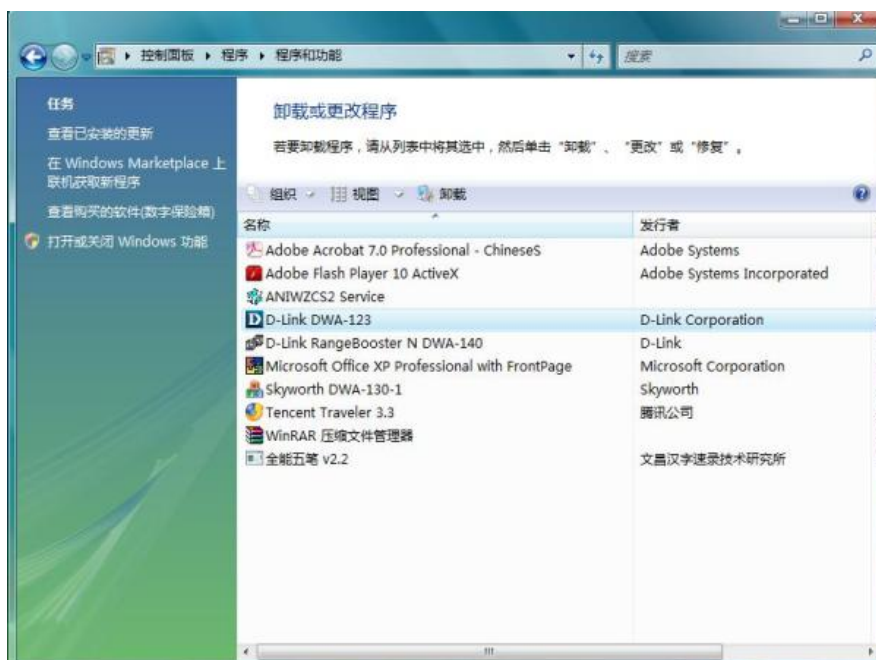 控制面板 程序 程序和功能
搜索
任务
查看已安装的更新
在 Windows Marketplace 上
联机获取新程序
查看购买的软件(数字保险箱)
打开或关闭 Windows 功能
卸载或更改程序
若要卸载程序，请从列表中将其选中，然后单击“卸载”、“更改”或“修复”。
组织 视图 卸载
名称 发行者
Adobe Acrobat 7.0 Professional - ChineseS Adobe Systems
Adobe Flash Player 10 ActiveX Adobe Systems Incorporated
ANIWZCS2 Service
D-Link DWA-123 D-Link Corporation
D-Link RangeBooster N DWA-140 D-Link
Microsoft Office XP Professional with FrontPage Microsoft Corporation
Skyworth DWA-130-1 Skyworth
Tencent Traveler 3.3 腾讯公司
WinRAR 压缩文件管理器
全能五笔 v2.2 文昌汉字速录技术研究所